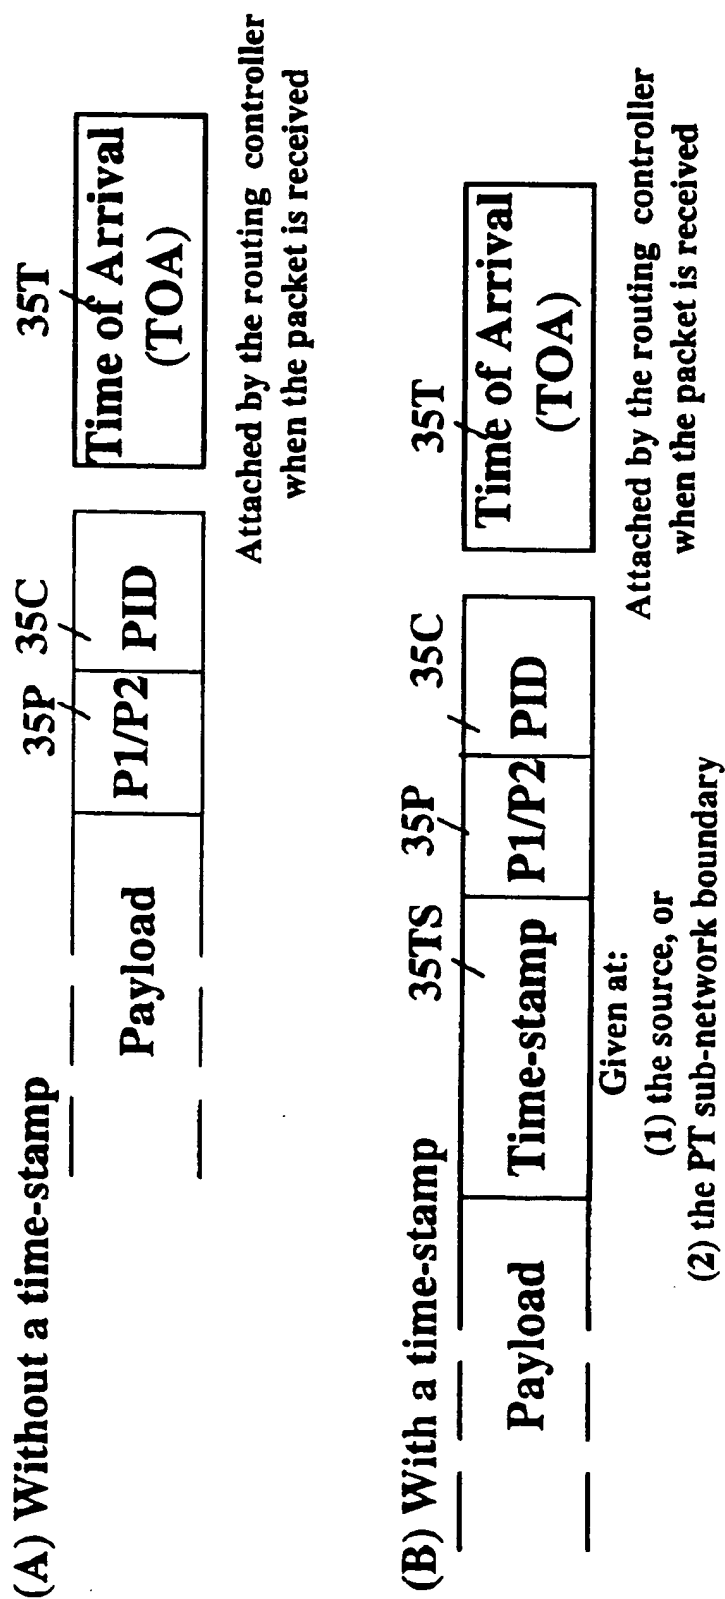 (A) Without a time-stamp
35P
35C
35T
Payload
P1/P2
PID
Time of Arrival
(TOA)
Attached by the routing controller
when the packet is received
(B) With a time-stamp
35TS
35P
35C
35T
Payload
Time-stamp
P1/P2
PID
Time of Arrival
(TOA)
Given at:
(1) the source, or
(2) the PT sub-network boundary
Attached by the routing controller
when the packet is received